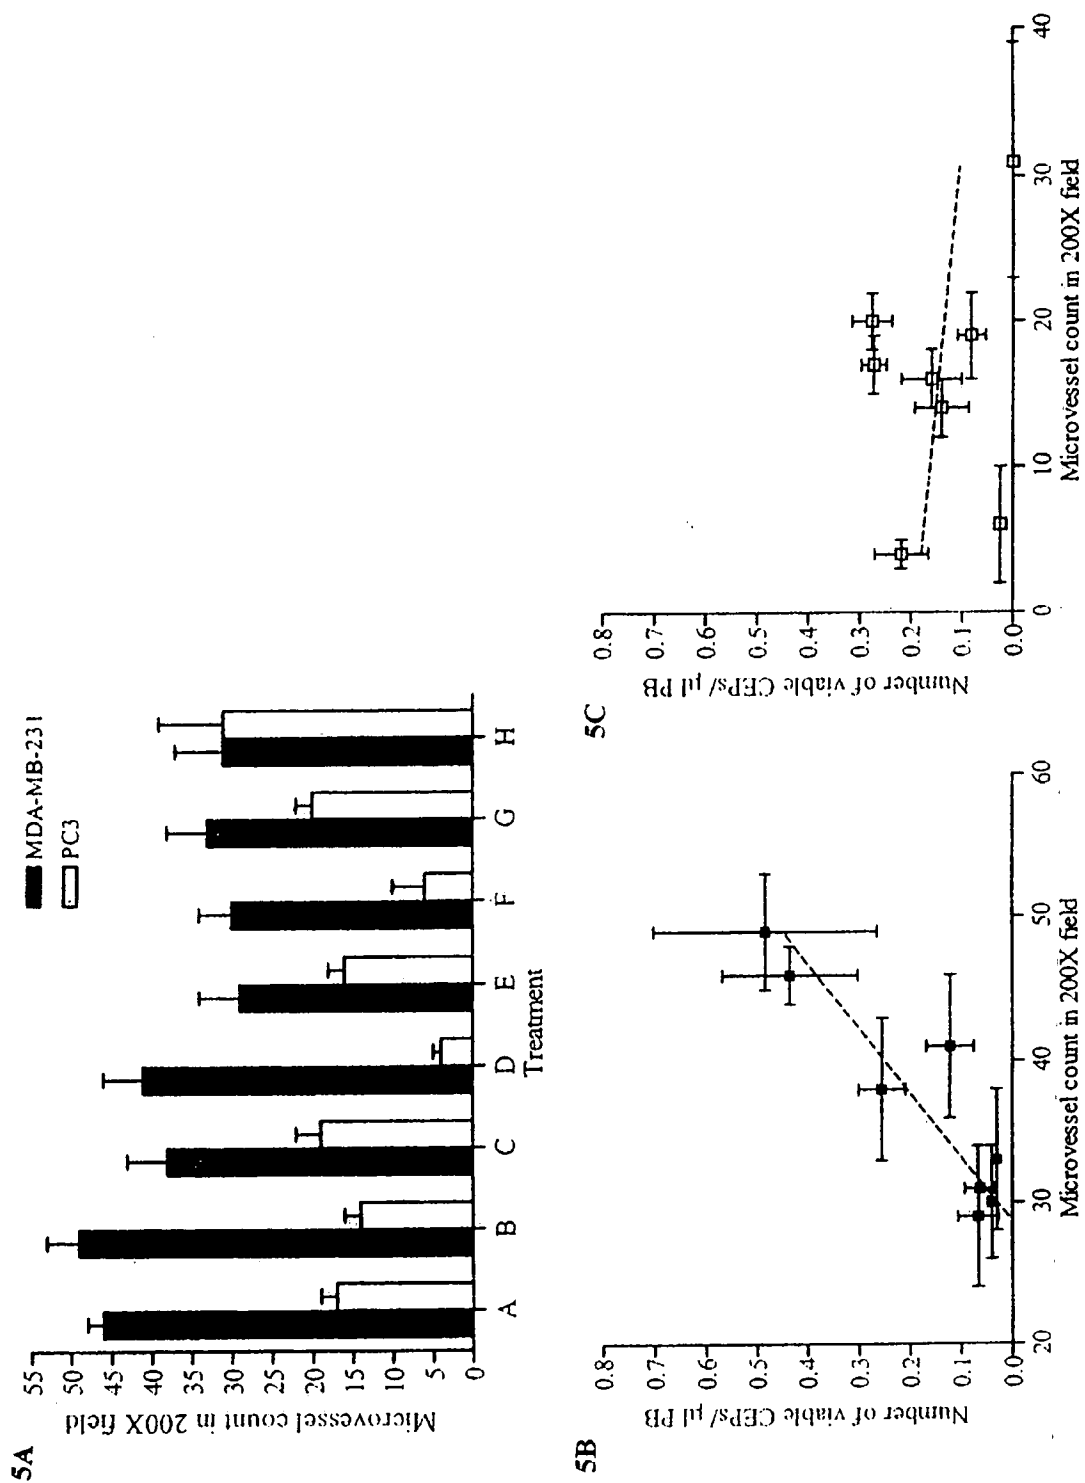 5A
MDA-MB-231
PC3
Microvessel count in 200X field
55
50
45
40
35
30
25
20
15
10
5
0
A B C D E F G H
Treatment
5B
Number of viable CEPs/ µl PB
0.8
0.7
0.6
0.5
0.4
0.3
0.2
0.1
0.0
20 30 40 50 60
Microvessel count in 200X field
5C
Number of viable CEPs/ µl PB
0.8
0.7
0.6
0.5
0.4
0.3
0.2
0.1
0.0
0 10 20 30 40
Microvessel count in 200X field